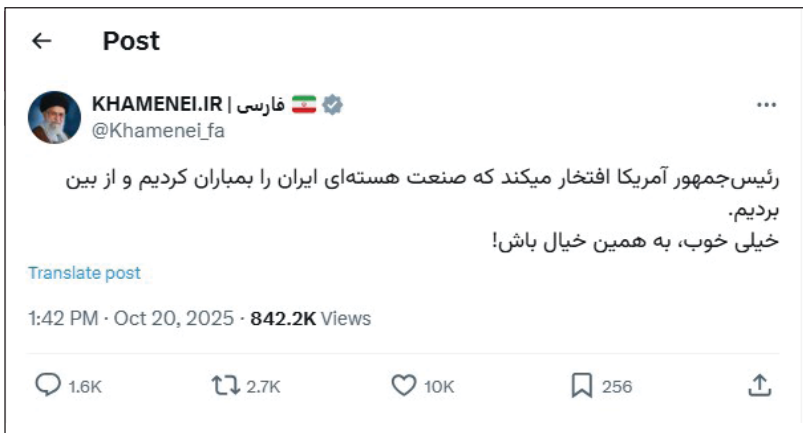 Post
KHAMENEI.IR | فارسی 🇮🇷
@Khamenei_fa
رئیس‌جمهور آمریکا افتخار میکند که صنعت هسته‌ای ایران را بمباران کردیم و از بین
بردیم.
خیلی خوب، به همین خیال باش!
Translate post
1:42 PM · Oct 20, 2025 · 842.2K Views
1.6K 2.7K 10K 256